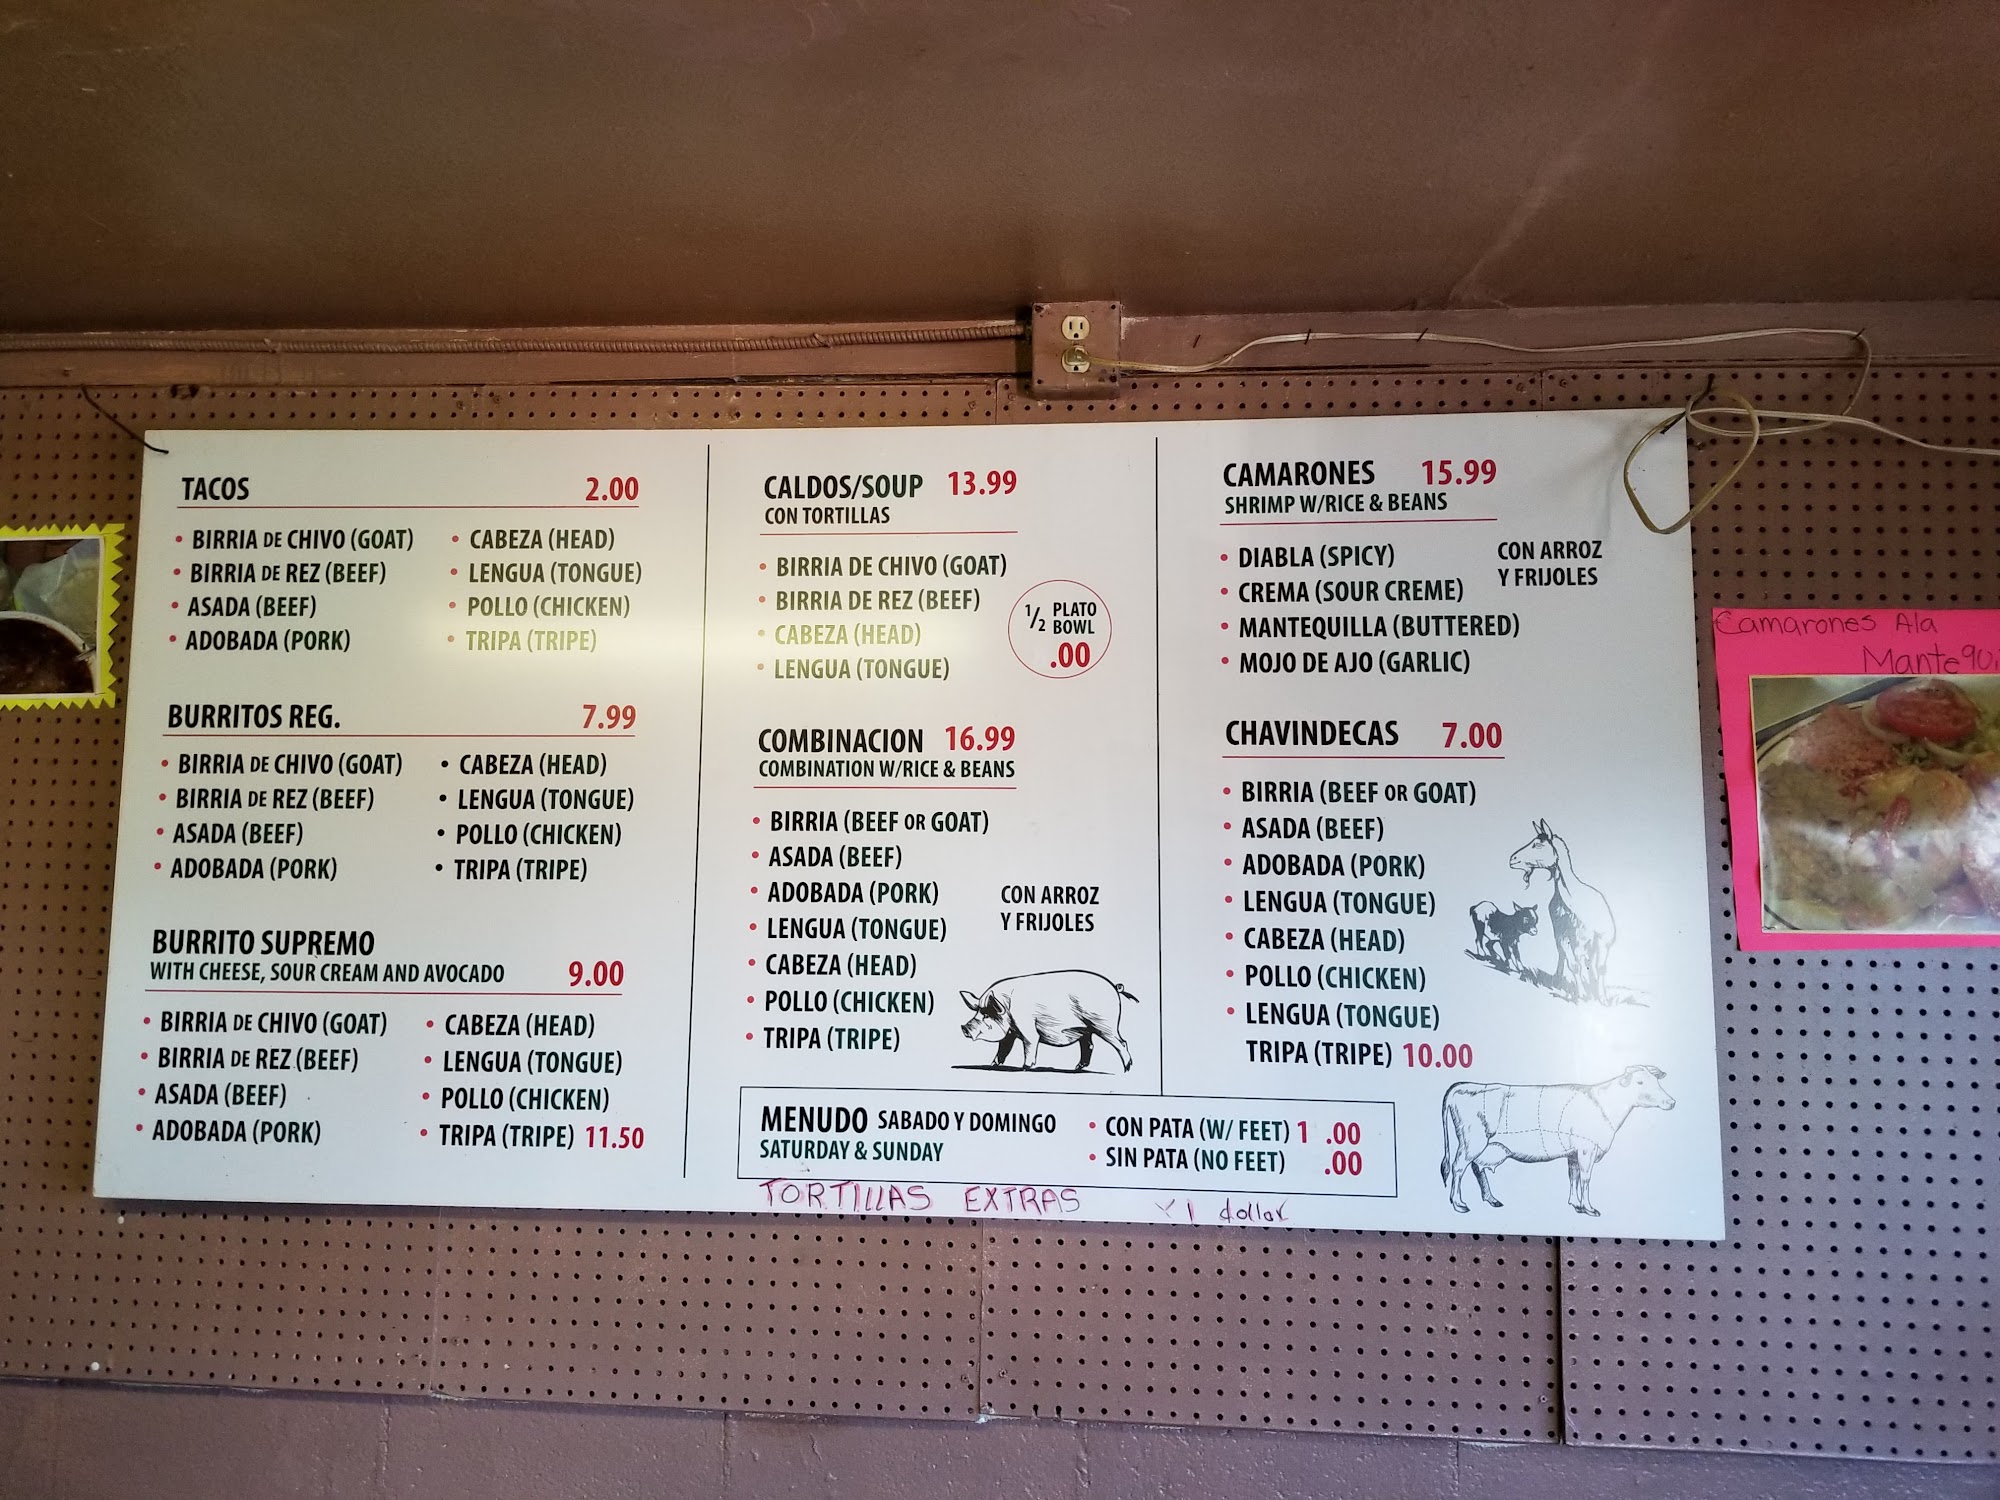 TACOS 2.00
• BIRRIA DE CHIVO (GOAT)
• BIRRIA DE REZ (BEEF)
• ASADA (BEEF)
• ADOBADA (PORK)
• CABEZA (HEAD)
• LENGUA (TONGUE)
• POLLO (CHICKEN)
• TRIPA (TRIPE)
BURRITOS REG. 7.99
• BIRRIA DE CHIVO (GOAT)
• BIRRIA DE REZ (BEEF)
• ASADA (BEEF)
• ADOBADA (PORK)
• CABEZA (HEAD)
• LENGUA (TONGUE)
• POLLO (CHICKEN)
• TRIPA (TRIPE)
BURRITO SUPREMO
WITH CHEESE, SOUR CREAM AND AVOCADO 9.00
• BIRRIA DE CHIVO (GOAT)
• BIRRIA DE REZ (BEEF)
• ASADA (BEEF)
• ADOBADA (PORK)
• CABEZA (HEAD)
• LENGUA (TONGUE)
• POLLO (CHICKEN)
• TRIPA (TRIPE) 11.50
CALDOS/SOUP 13.99
CON TORTILLAS
• BIRRIA DE CHIVO (GOAT)
• BIRRIA DE REZ (BEEF)
• CABEZA (HEAD)
• LENGUA (TONGUE)
1/2 PLATO
BOWL
.00
COMBINACION 16.99
COMBINATION W/RICE & BEANS
• BIRRIA (BEEF OR GOAT)
• ASADA (BEEF)
• ADOBADA (PORK)
• LENGUA (TONGUE)
• CABEZA (HEAD)
• POLLO (CHICKEN)
• TRIPA (TRIPE)
CON ARROZ
Y FRIJOLES
CAMARONES 15.99
SHRIMP W/RICE & BEANS
• DIABLA (SPICY)
• CREMA (SOUR CREME)
• MANTEQUILLA (BUTTERED)
• MOJO DE AJO (GARLIC)
CON ARROZ
Y FRIJOLES
CHAVINDECAS 7.00
• BIRRIA (BEEF OR GOAT)
• ASADA (BEEF)
• ADOBADA (PORK)
• LENGUA (TONGUE)
• CABEZA (HEAD)
• POLLO (CHICKEN)
• LENGUA (TONGUE)
TRIPA (TRIPE) 10.00
MENUDO SABADO Y DOMINGO
SATURDAY & SUNDAY
• CON PATA (W/ FEET) 1 .00
• SIN PATA (NO FEET) .00
TORTILLAS EXTRAS 1 dollar
Camarones Ala